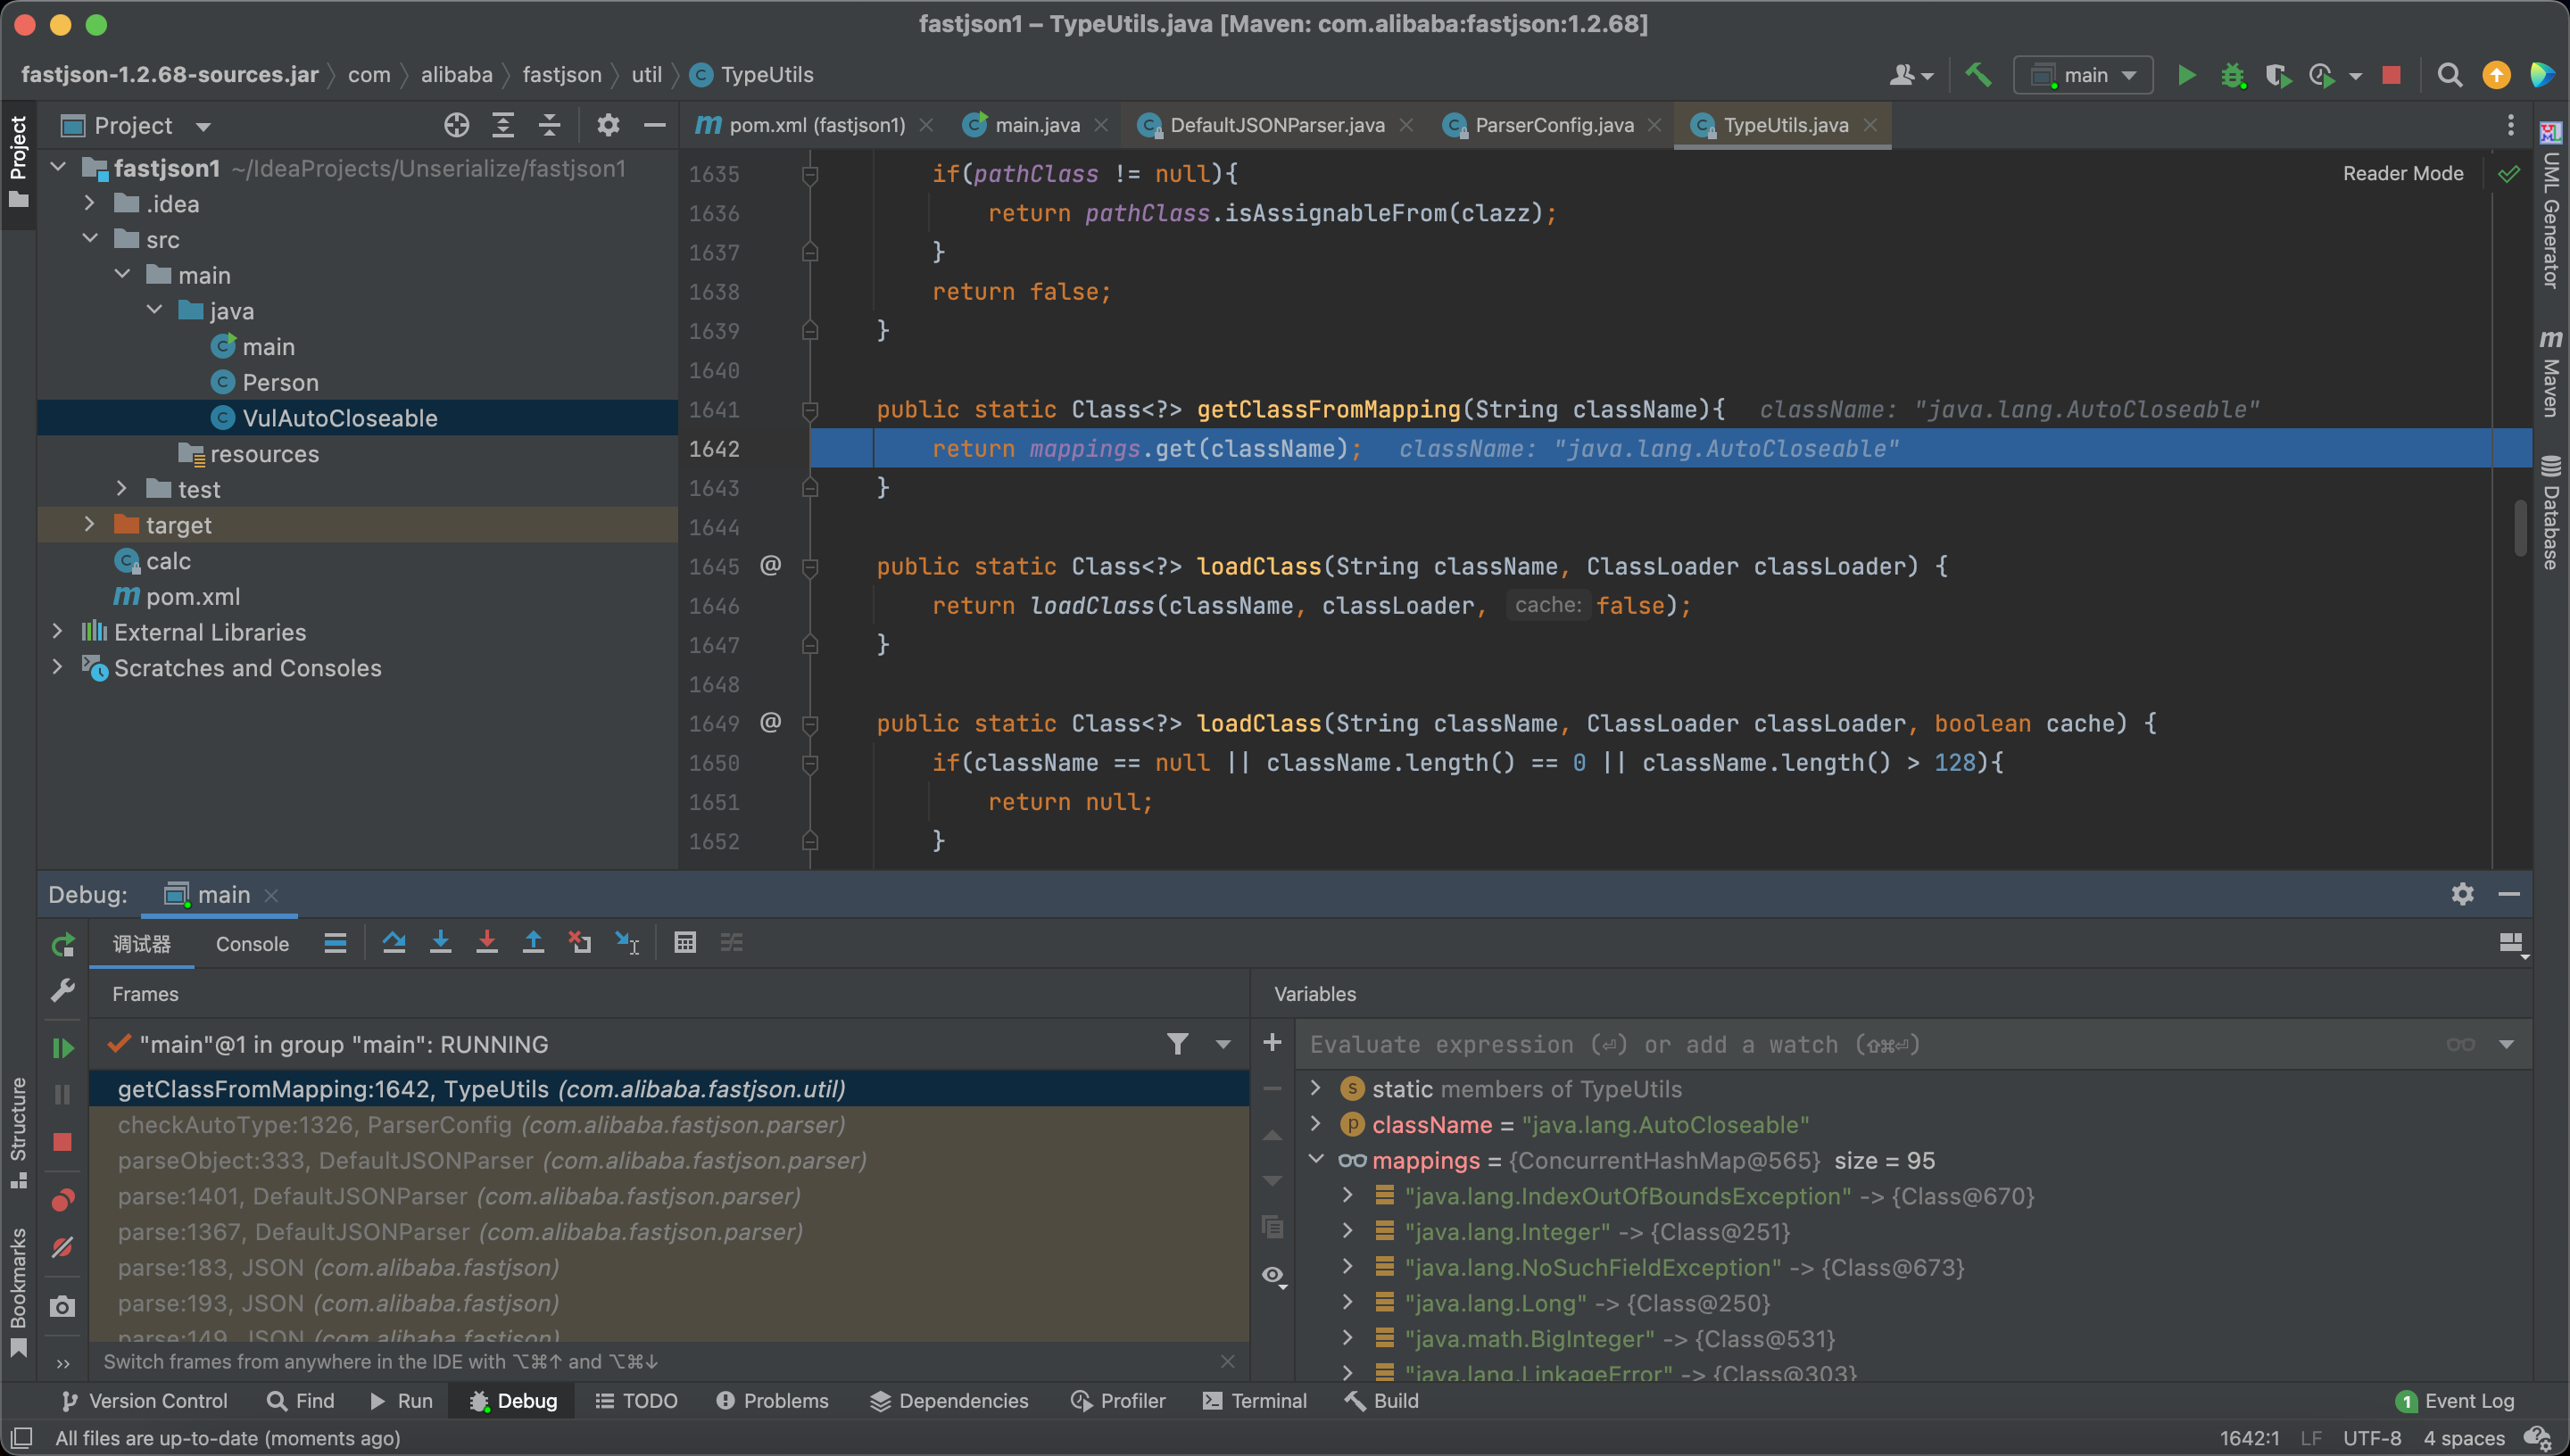 fastjson1 – TypeUtils.java [Maven: com.alibaba:fastjson:1.2.68]
fastjson-1.2.68-sources.jar com alibaba fastjson util TypeUtils
main
Project
pom.xml (fastjson1) main.java DefaultJSONParser.java ParserConfig.java TypeUtils.java
fastjson1 ~/IdeaProjects/Unserialize/fastjson1
.idea
src
main
java
main
Person
VulAutoCloseable
resources
test
target
calc
pom.xml
External Libraries
Scratches and Consoles
Reader Mode
1635 if(pathClass != null){
1636 return pathClass.isAssignableFrom(clazz);
1637 }
1638 return false;
1639 }
1640
1641 public static Class<?> getClassFromMapping(String className){ className: "java.lang.AutoCloseable"
1642 return mappings.get(className); className: "java.lang.AutoCloseable"
1643 }
1644
1645 @ public static Class<?> loadClass(String className, ClassLoader classLoader) {
1646 return loadClass(className, classLoader, cache: false);
1647 }
1648
1649 @ public static Class<?> loadClass(String className, ClassLoader classLoader, boolean cache) {
1650 if(className == null || className.length() == 0 || className.length() > 128){
1651 return null;
1652 }
Project
Structure
Bookmarks
UML Generator
Maven
Database
Debug: main
调试器 Console
Frames
"main"@1 in group "main": RUNNING
getClassFromMapping:1642, TypeUtils (com.alibaba.fastjson.util)
checkAutoType:1326, ParserConfig (com.alibaba.fastjson.parser)
parseObject:333, DefaultJSONParser (com.alibaba.fastjson.parser)
parse:1401, DefaultJSONParser (com.alibaba.fastjson.parser)
parse:1367, DefaultJSONParser (com.alibaba.fastjson.parser)
parse:183, JSON (com.alibaba.fastjson)
parse:193, JSON (com.alibaba.fastjson)
parse:149, JSON (com.alibaba.fastjson)
Switch frames from anywhere in the IDE with ⌥⌘↑ and ⌥⌘↓
Variables
Evaluate expression (⏎) or add a watch (⇧⌘⏎)
static members of TypeUtils
className = "java.lang.AutoCloseable"
mappings = {ConcurrentHashMap@565} size = 95
"java.lang.IndexOutOfBoundsException" -> {Class@670}
"java.lang.Integer" -> {Class@251}
"java.lang.NoSuchFieldException" -> {Class@673}
"java.lang.Long" -> {Class@250}
"java.math.BigInteger" -> {Class@531}
"java.lang.LinkageError" -> {Class@303}
Version Control Find Run Debug TODO Problems Dependencies Profiler Terminal Build 1 Event Log
All files are up-to-date (moments ago) 1642:1 LF UTF-8 4 spaces